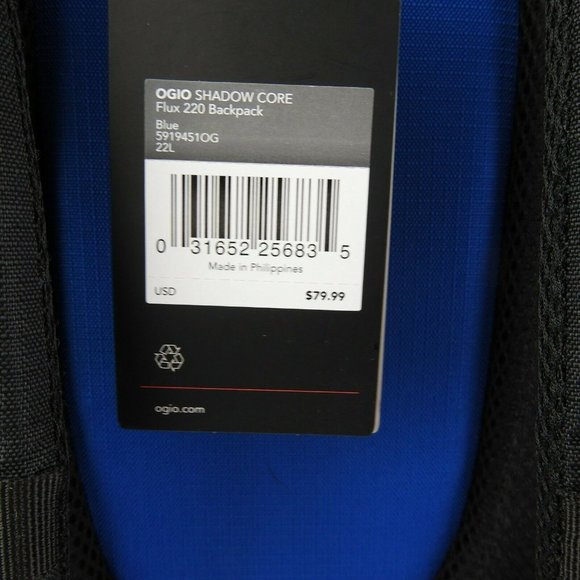 OGIO SHADOW CORE
Flux 220 Backpack
Blue
5919451OG
22L
0 31652 25683 5
Made in Philippines
USD $79.99
ogio.com